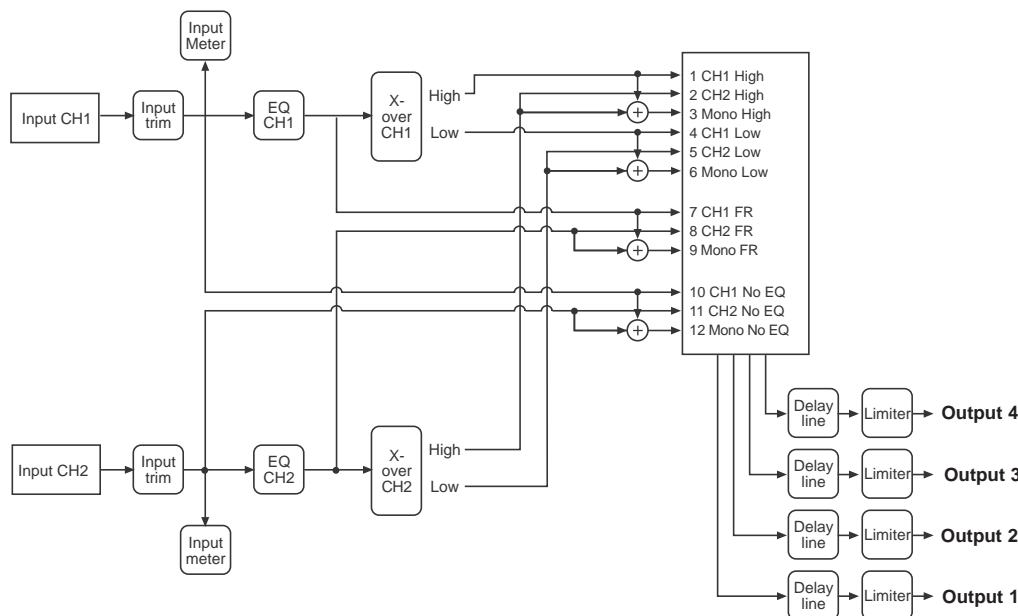 Input
Meter
Input CH1
Input
trim
EQ
CH1
X-
over
CH1
High
Low
1 CH1 High
2 CH2 High
3 Mono High
4 CH1 Low
5 CH2 Low
6 Mono Low
7 CH1 FR
8 CH2 FR
9 Mono FR
10 CH1 No EQ
11 CH2 No EQ
12 Mono No EQ
+
+
+
+
Input CH2
Input
trim
EQ
CH2
X-
over
CH2
High
Low
Input
meter
Delay
line
Limiter
Output 4
Delay
line
Limiter
Output 3
Delay
line
Limiter
Output 2
Delay
line
Limiter
Output 1